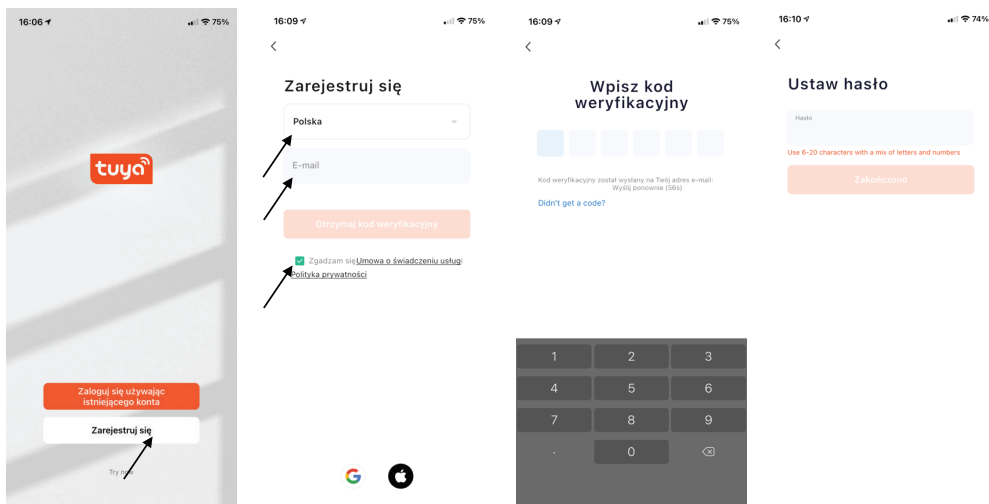 16:06
75%
tuya
Zaloguj się używając
istniejącego konta
Zarejestruj się
Try now
16:09
75%
Zarejestruj się
Polska
E-mail
Otrzymaj kod weryfikacyjny
Zgadzam się Umowa o świadczeniu usług i
Polityka prywatności
G
16:09
75%
Wpisz kod
weryfikacyjny
Kod weryfikacyjny został wysłany na Twój adres e-mail:
Wyślij ponownie (56s)
Didn't get a code?
1 2 3
4 5 6
7 8 9
. 0
16:10
74%
Ustaw hasło
Hasło
Use 6-20 characters with a mix of letters and numbers
Zakończono